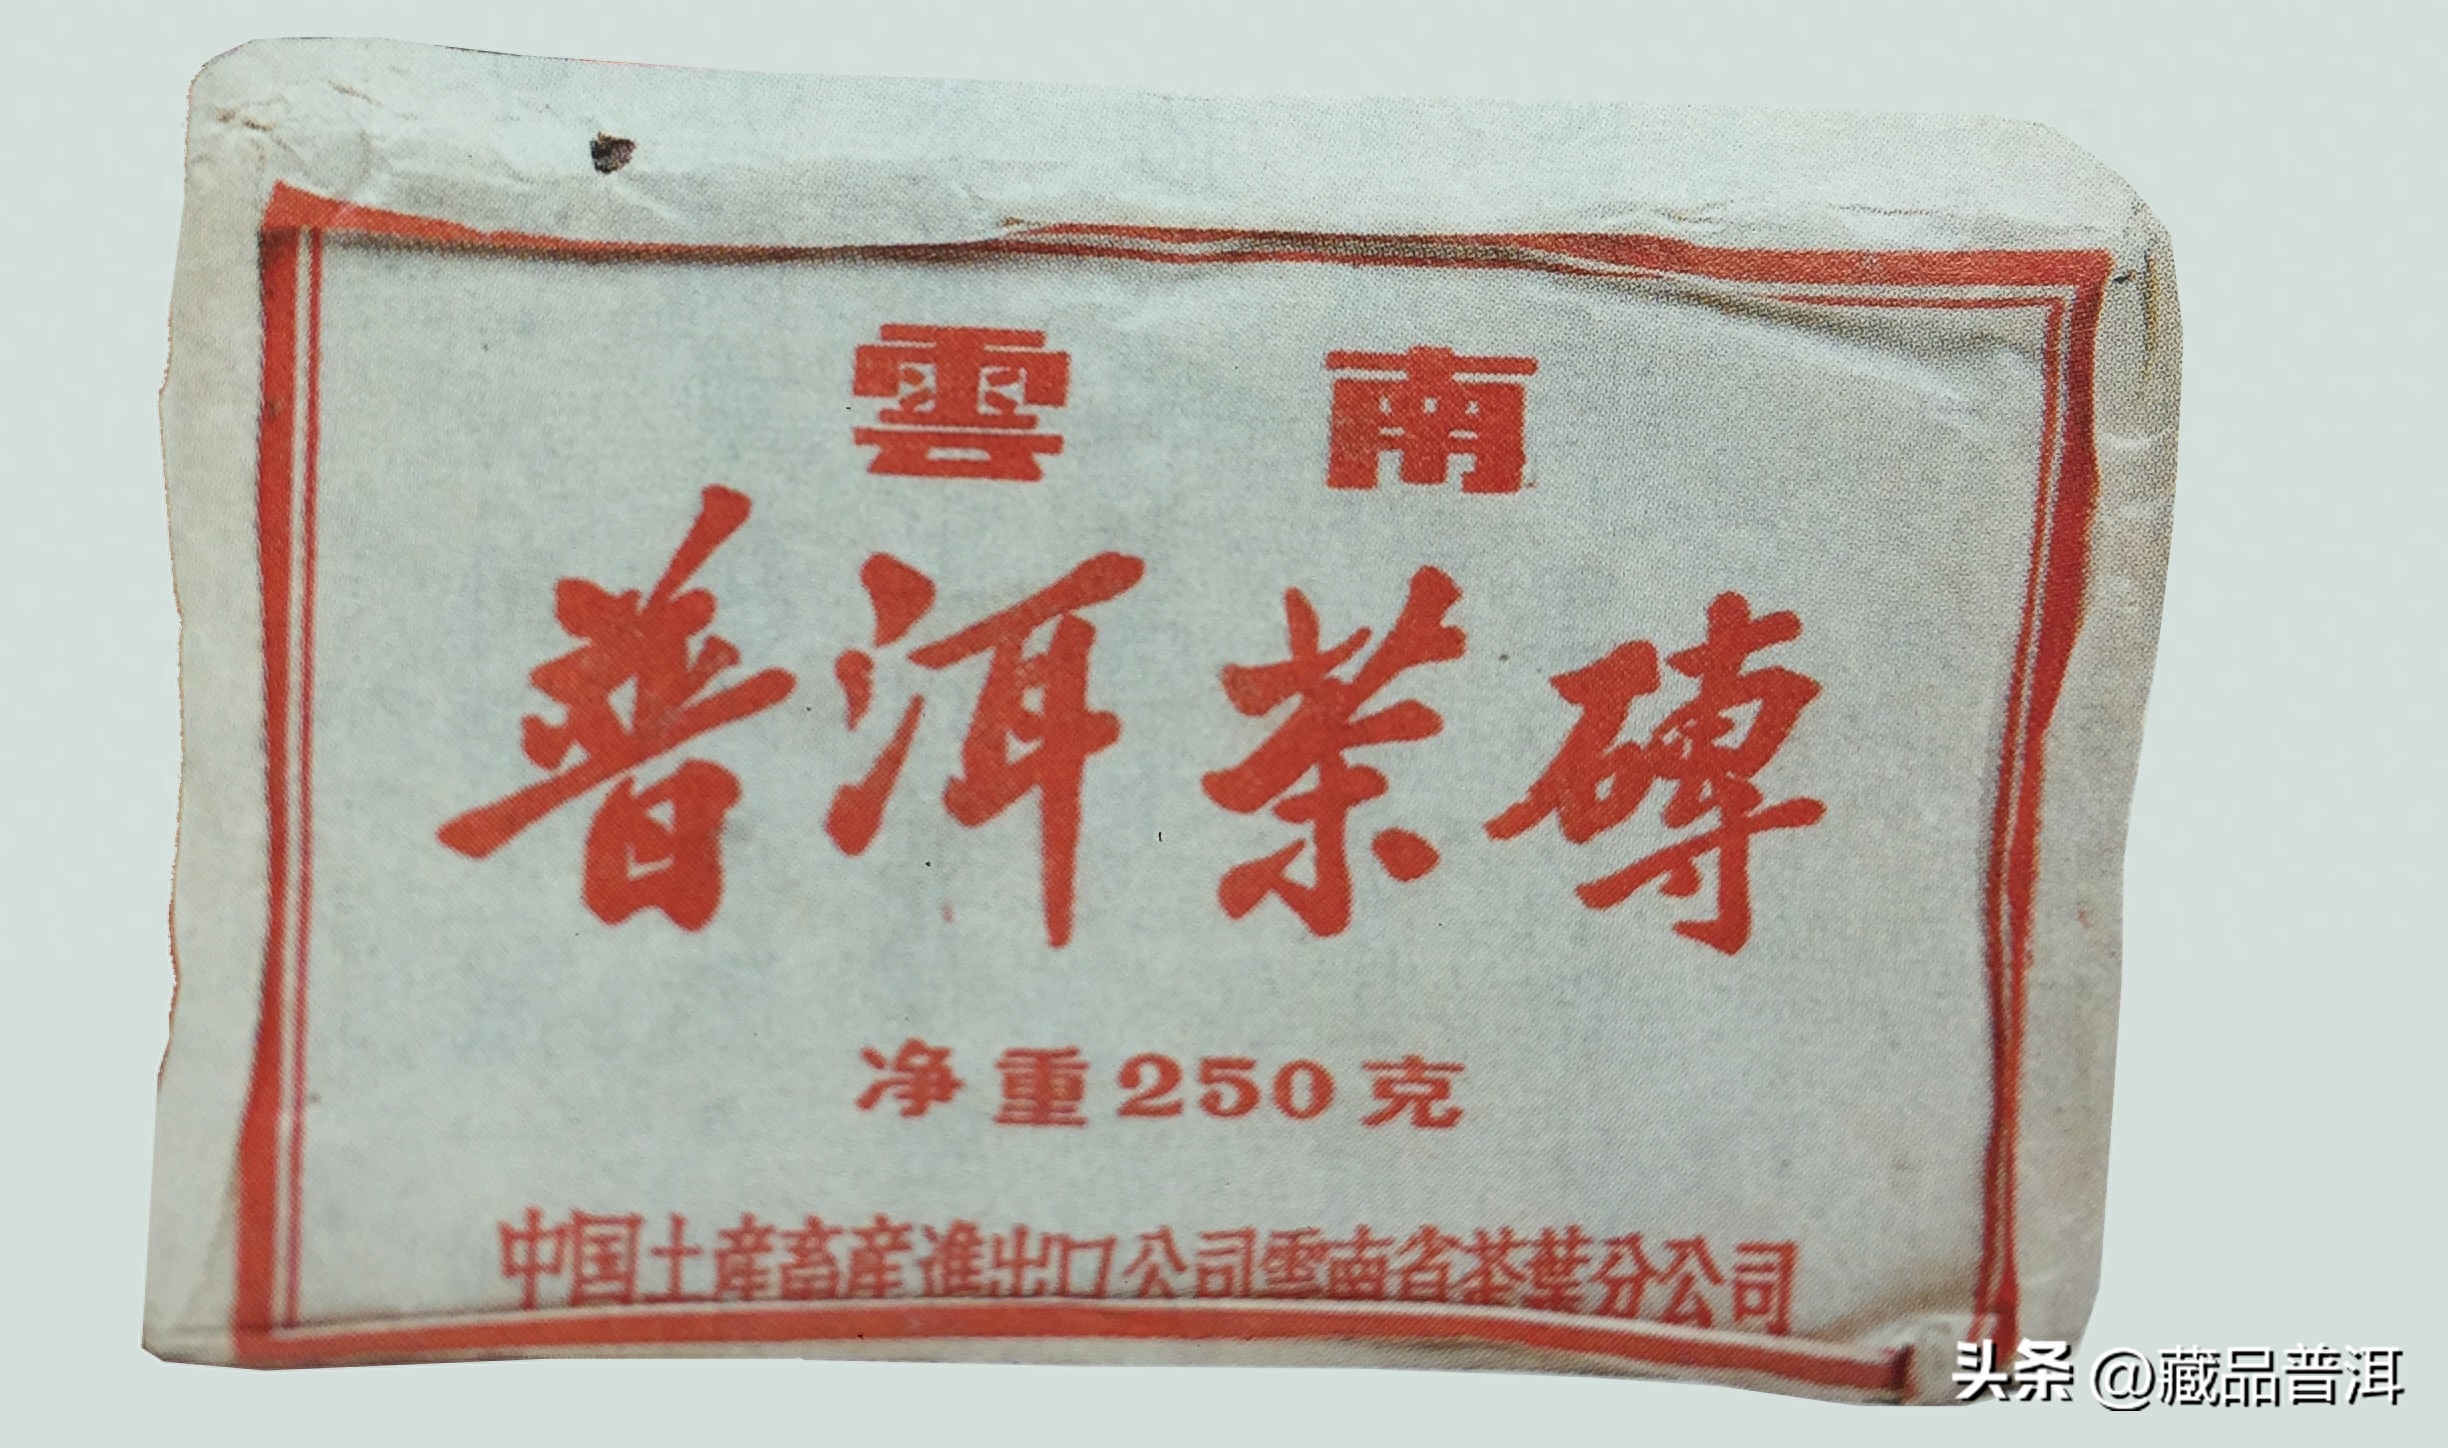 雲南
普洱茶磚
净重250克
中国土産畜産進出口公司雲南省茶葉分公司
头条 @藏品普洱